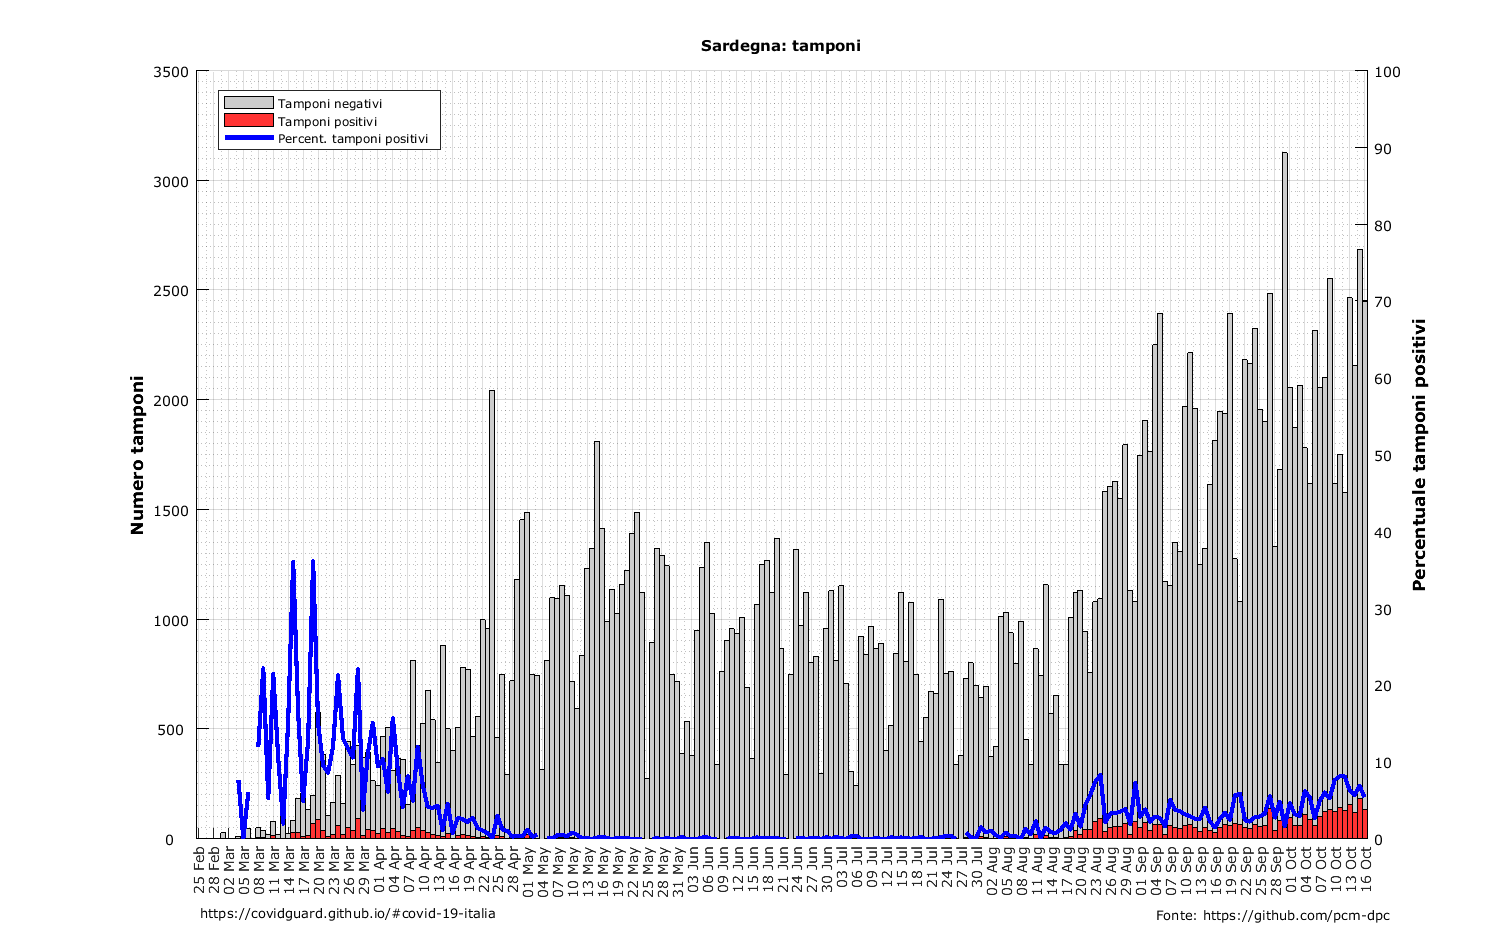 Sardegna: tamponi
3500
3000
2500
2000
1500
1000
500
0
Numero tamponi
Tamponi negativi
Tamponi positivi
Percent. tamponi positivi
100
90
80
70
60
50
40
30
20
10
0
Percentuale tamponi positivi
25 Feb
28 Feb
02 Mar
05 Mar
08 Mar
11 Mar
14 Mar
17 Mar
20 Mar
23 Mar
26 Mar
29 Mar
01 Apr
04 Apr
07 Apr
10 Apr
13 Apr
16 Apr
19 Apr
22 Apr
25 Apr
28 Apr
01 May
04 May
07 May
10 May
13 May
16 May
19 May
22 May
25 May
28 May
31 May
03 Jun
06 Jun
09 Jun
12 Jun
15 Jun
18 Jun
21 Jun
24 Jun
27 Jun
30 Jun
03 Jul
06 Jul
09 Jul
12 Jul
15 Jul
18 Jul
21 Jul
24 Jul
27 Jul
30 Jul
02 Aug
05 Aug
08 Aug
11 Aug
14 Aug
17 Aug
20 Aug
23 Aug
26 Aug
29 Aug
01 Sep
04 Sep
07 Sep
10 Sep
13 Sep
16 Sep
19 Sep
22 Sep
25 Sep
28 Sep
01 Oct
04 Oct
07 Oct
10 Oct
13 Oct
16 Oct
https://covidguard.github.io/#covid-19-italia
Fonte: https://github.com/pcm-dpc